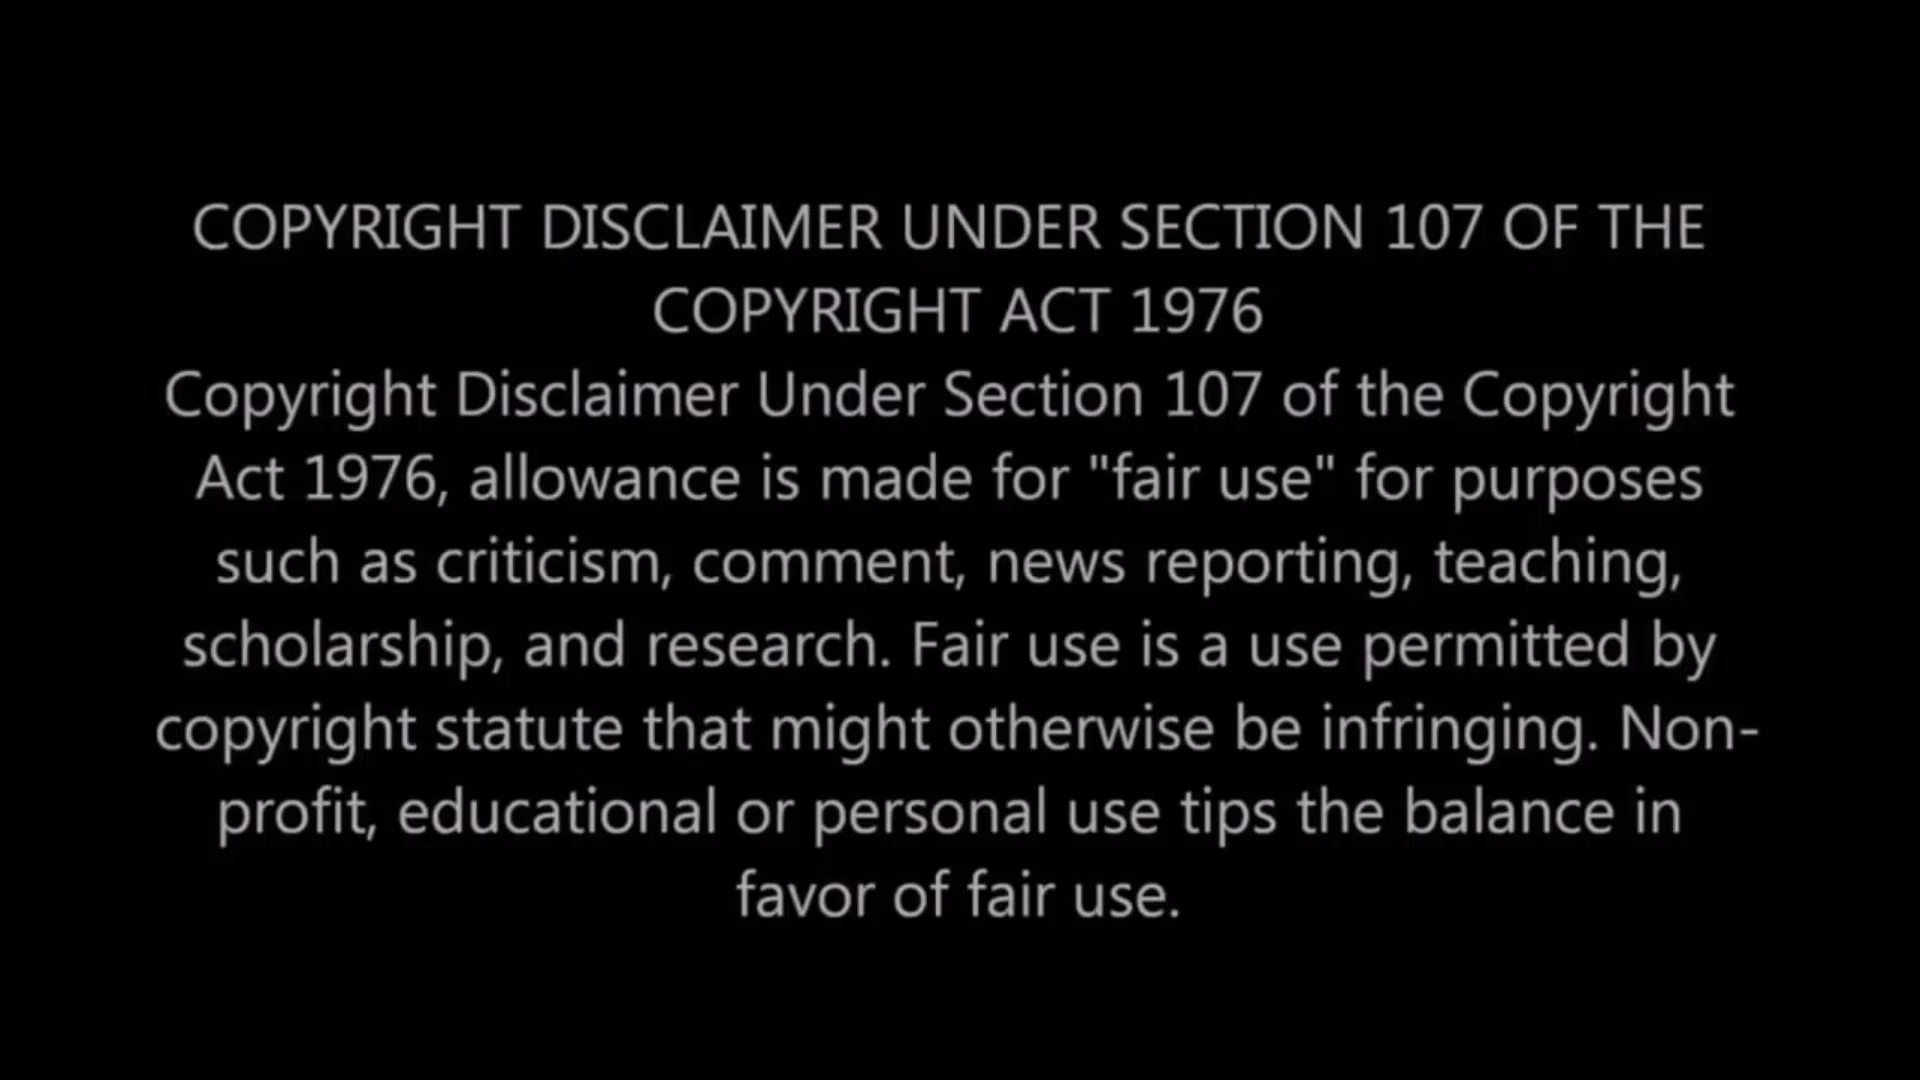 COPYRIGHT DISCLAIMER UNDER SECTION 107 OF THE
COPYRIGHT ACT 1976
Copyright Disclaimer Under Section 107 of the Copyright
Act 1976, allowance is made for "fair use" for purposes
such as criticism, comment, news reporting, teaching,
scholarship, and research. Fair use is a use permitted by
copyright statute that might otherwise be infringing. Non-
profit, educational or personal use tips the balance in
favor of fair use.